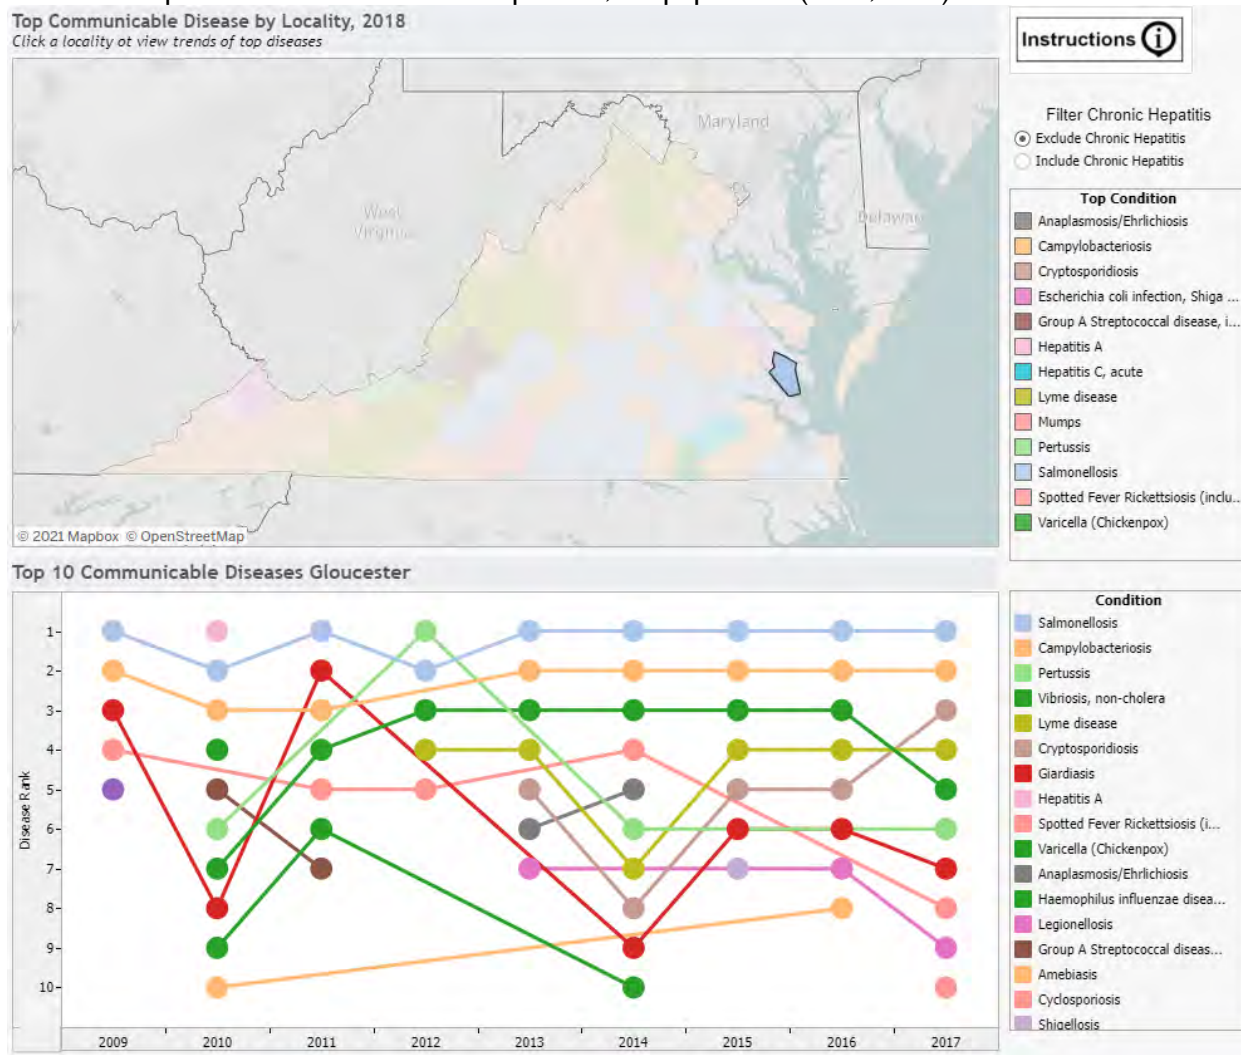 Top Communicable Disease by Locality, 2018
Click a locality ot view trends of top diseases
Instructions
Filter Chronic Hepatitis
Exclude Chronic Hepatitis
Include Chronic Hepatitis
Maryland
West
Virginia
Delaware
Top Condition
Anaplasmosis/Ehrlichiosis
Campylobacteriosis
Cryptosporidiosis
Escherichia coli infection, Shiga ...
Group A Streptococcal disease, i...
Hepatitis A
Hepatitis C, acute
Lyme disease
Mumps
Pertussis
Salmonellosis
Spotted Fever Rickettsiosis (inclu..
Varicella (Chickenpox)
© 2021 Mapbox © OpenStreetMap
Top 10 Communicable Diseases Gloucester
Disease Rank
1
2
3
4
5
6
7
8
9
10
2009 2010 2011 2012 2013 2014 2015 2016 2017
Condition
Salmonellosis
Campylobacteriosis
Pertussis
Vibriosis, non-cholera
Lyme disease
Cryptosporidiosis
Giardiasis
Hepatitis A
Spotted Fever Rickettsiosis (i...
Varicella (Chickenpox)
Anaplasmosis/Ehrlichiosis
Haemophilus influenzae disea...
Legionellosis
Group A Streptococcal diseas...
Amebiasis
Cyclosporiosis
Shigellosis